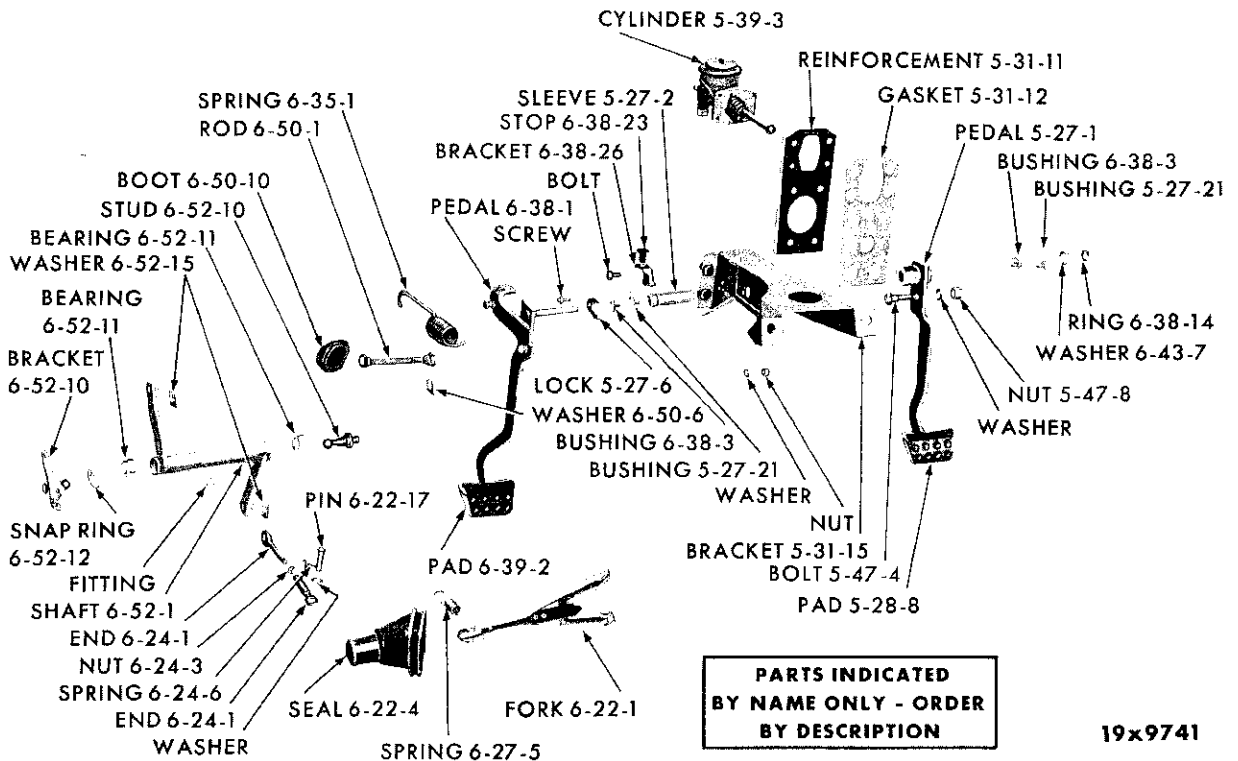 CYLINDER 5-39-3
REINFORCEMENT 5-31-11
SPRING 6-35-1
SLEEVE 5-27-2
GASKET 5-31-12
ROD 6-50-1
STOP 6-38-23
PEDAL 5-27-1
BRACKET 6-38-26
BUSHING 6-38-3
BOOT 6-50-10
BOLT
BUSHING 5-27-21
STUD 6-52-10
PEDAL 6-38-1
BEARING 6-52-11
SCREW
WASHER 6-52-15
BEARING
6-52-11
RING 6-38-14
BRACKET
6-52-10
WASHER 6-43-7
LOCK 5-27-6
NUT 5-47-8
WASHER 6-50-6
WASHER
BUSHING 6-38-3
BUSHING 5-27-21
PIN 6-22-17
WASHER
SNAP RING
6-52-12
NUT
BRACKET 5-31-15
FITTING
PAD 6-39-2
BOLT 5-47-4
SHAFT 6-52-1
PAD 5-28-8
END 6-24-1
NUT 6-24-3
SPRING 6-24-6
END 6-24-1
SEAL 6-22-4
FORK 6-22-1
WASHER
SPRING 6-27-5
PARTS INDICATED
BY NAME ONLY - ORDER
BY DESCRIPTION
19x9741